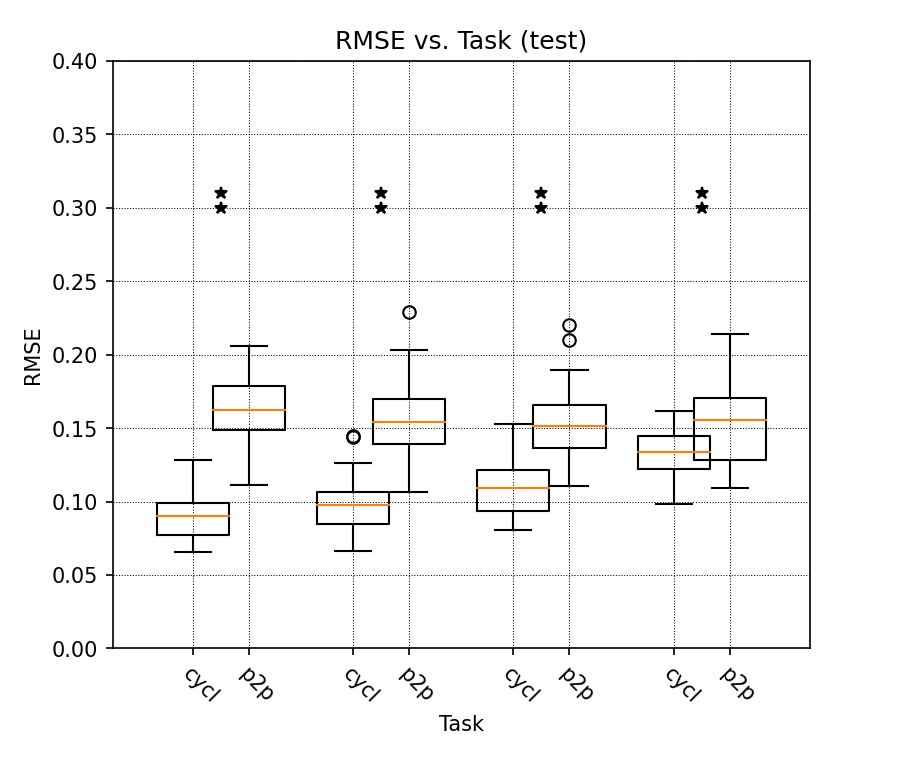 RMSE vs. Task (test)
0.40
0.35
0.30
0.25
0.20
0.15
0.10
0.05
0.00
RMSE
cycl p2p cycl p2p cycl p2p cycl p2p
Task